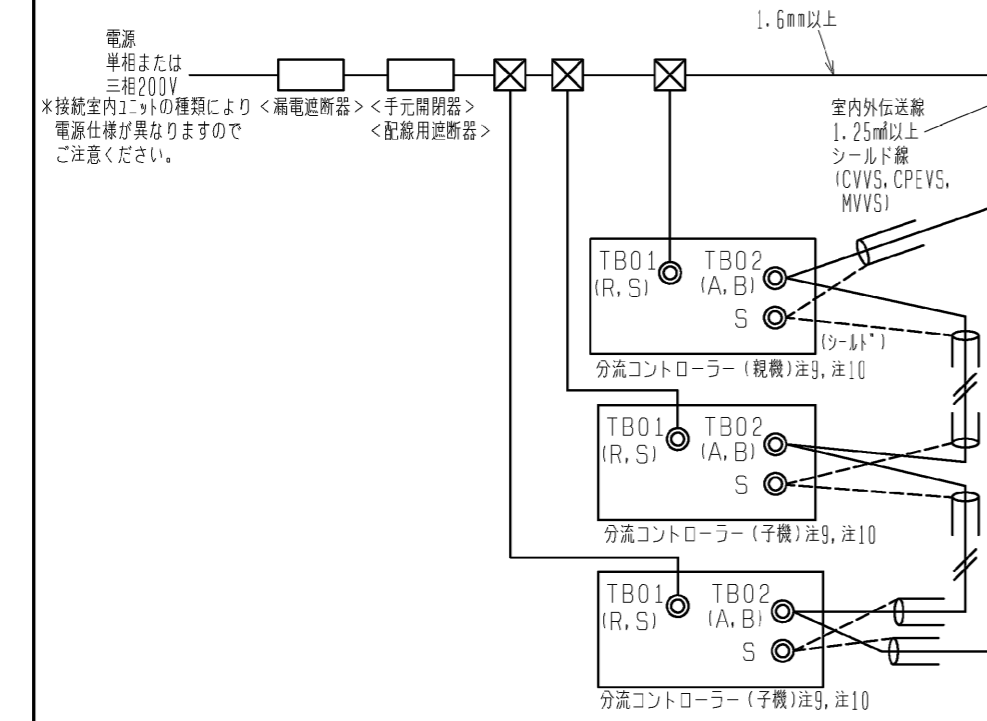 1.6mm以上
電源
単相または
三相200V
*接続室内ユニットの種類により
電源仕様が異なりますので
ご注意ください。
<漏電遮断器>
<手元開閉器>
<配線用遮断器>
室内外伝送線
1.25㎟以上
シールド線
(CVVS, CPEVS,
MVVS)
TB01
(R, S)
TB02
(A, B)
S
(シールド)
分流コントローラー(親機)注9, 注10
TB01
(R, S)
TB02
(A, B)
S
分流コントローラー(子機)注9, 注10
TB01
(R, S)
TB02
(A, B)
S
分流コントローラー(子機)注9, 注10